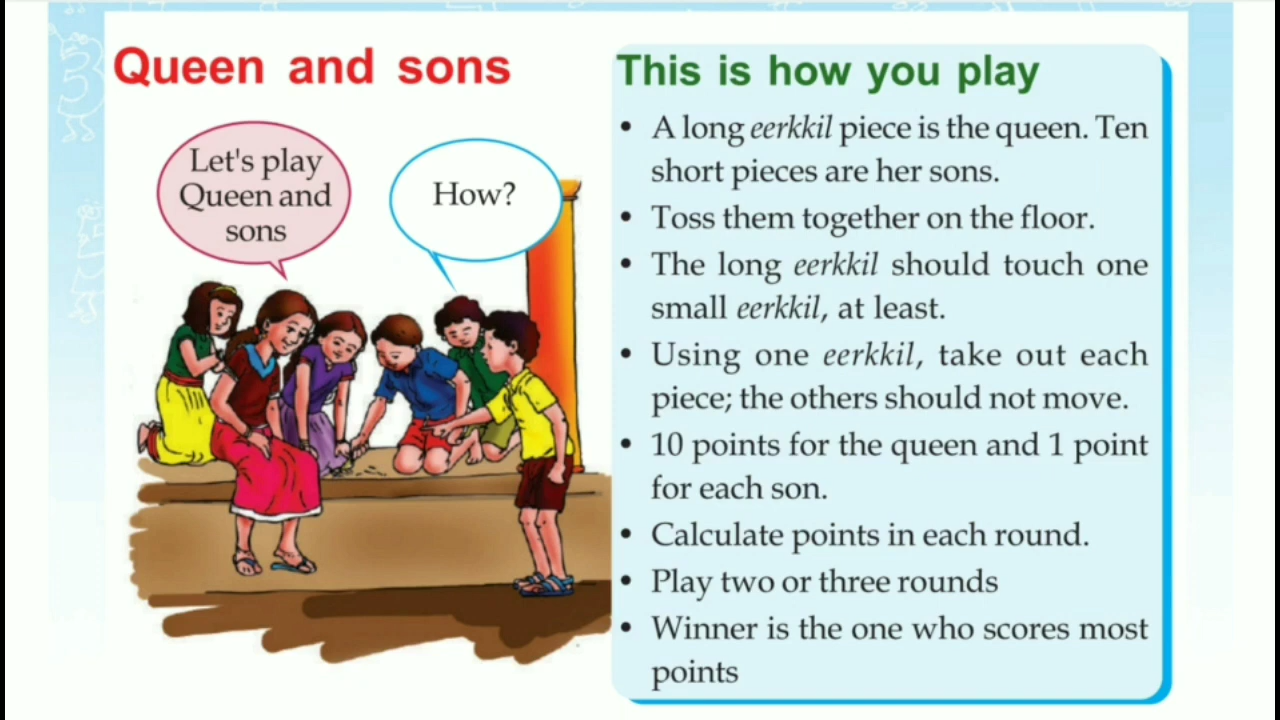 Queen and sons
Let's play
Queen and
sons
How?
This is how you play
• A long eerkkil piece is the queen. Ten
short pieces are her sons.
• Toss them together on the floor.
• The long eerkkil should touch one
small eerkkil, at least.
• Using one eerkkil, take out each
piece; the others should not move.
• 10 points for the queen and 1 point
for each son.
• Calculate points in each round.
• Play two or three rounds
• Winner is the one who scores most
points